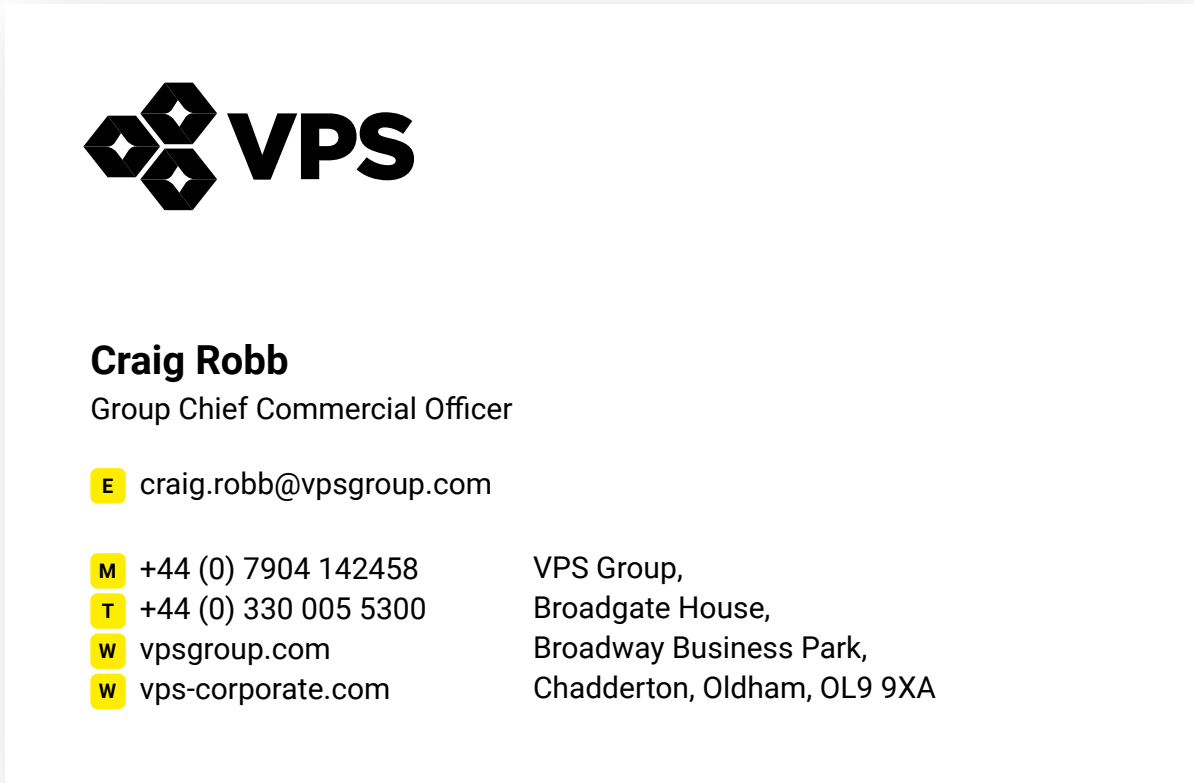 VPS
Craig Robb
Group Chief Commercial Officer
E craig.robb@vpsgroup.com
M +44 (0) 7904 142458
T +44 (0) 330 005 5300
W vpsgroup.com
W vps-corporate.com
VPS Group,
Broadgate House,
Broadway Business Park,
Chadderton, Oldham, OL9 9XA